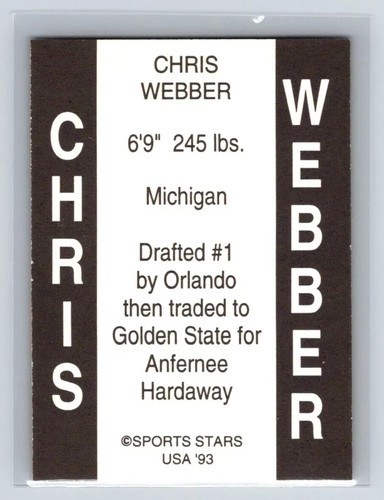 CHRIS
CHRIS
WEBBER
6'9" 245 lbs.
Michigan
Drafted #1
by Orlando
then traded to
Golden State for
Anfernee
Hardaway
©SPORTS STARS
USA '93
WEBBER